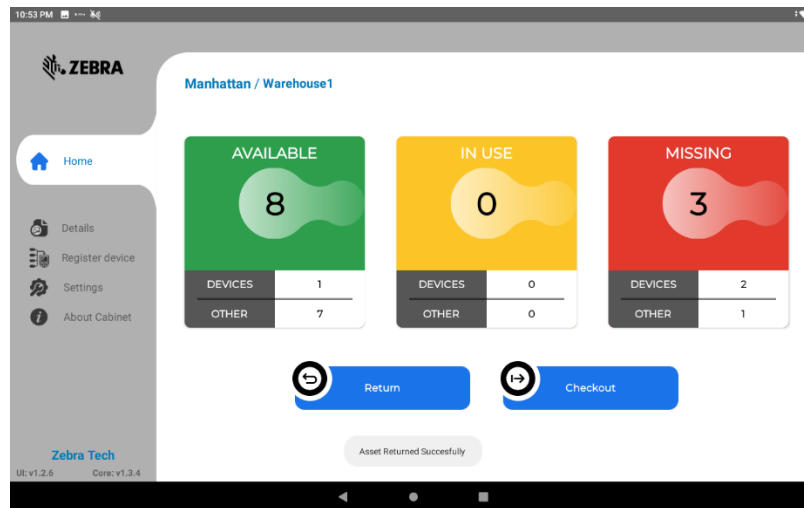 10:53 PM
ZEBRA
Manhattan / Warehouse1
Home
Details
Register device
Settings
About Cabinet
AVAILABLE
8
DEVICES 1
OTHER 7
IN USE
0
DEVICES 0
OTHER 0
MISSING
3
DEVICES 2
OTHER 1
Return
Checkout
Asset Returned Succesfully
Zebra Tech
UI: v1.2.6 Core: v1.3.4